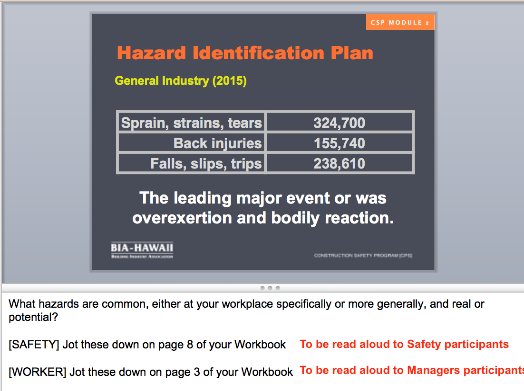 CSP MODULE 2
Hazard Identification Plan
General Industry (2015)
Sprain, strains, tears 324,700
Back injuries 155,740
Falls, slips, trips 238,610
The leading major event or was
overexertion and bodily reaction.
BIA-HAWAII
BUILDING INDUSTRY ASSOCIATION
CONSTRUCTION SAFETY PROGRAM [CPS]
What hazards are common, either at your workplace specifically or more generally, and real or
potential?
[SAFETY] Jot these down on page 8 of your Workbook To be read aloud to Safety participants
[WORKER] Jot these down on page 3 of your Workbook To be read aloud to Managers participants